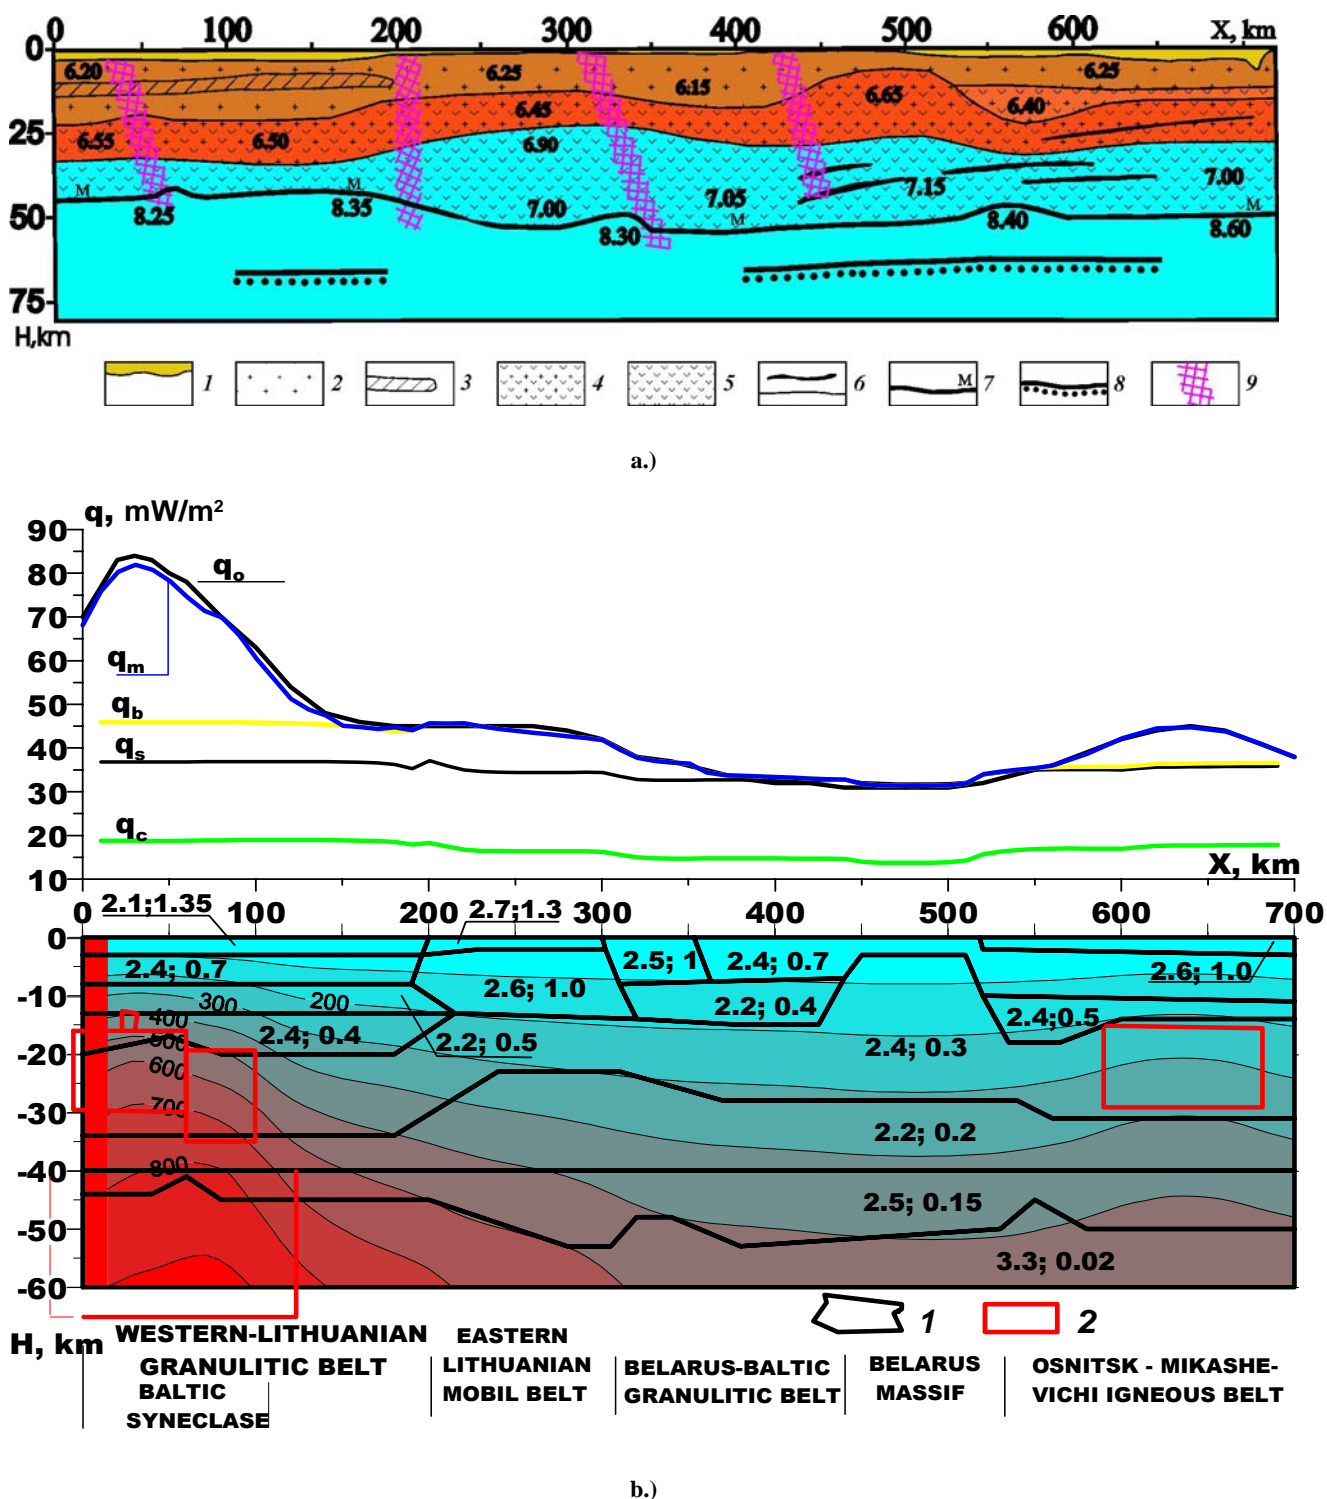 0 100 200 300 400 500 600 X, km
0
6.20 6.25 6.15 6.65 6.25
6.45 6.40
25
6.55 6.50 6.90
M M 7.05 7.15 7.00
50 8.25 8.35 7.00 M 8.40 M
8.30 8.60
75
H,km
1 2 3 4 5 6 M 7 8 9
a.)
q, mW/m²
90
80 qo
70
60 qm
50 qb
40 qs
30
20 qc
10 X, km
0 100 200 300 400 500 600 700
2.1;1.35 2.7;1.3
0
2.4; 0.7 2.5; 1 2.4; 0.7 2.6; 1.0
-10 300 200 2.6; 1.0 2.2; 0.4 2.4;0.5
400 2.4; 0.4 2.2; 0.5 2.4; 0.3
-20 500
600
-30 700 2.2; 0.2
-40 800
2.5; 0.15
-50
3.3; 0.02
-60
H, km 1 2
WESTERN-LITHUANIAN
GRANULITIC BELT
BALTIC
SYNECLASE
EASTERN
LITHUANIAN
MOBIL BELT
BELARUS-BALTIC
GRANULITIC BELT
BELARUS
MASSIF
OSNITSK - MIKASHE-
VICHI IGNEOUS BELT
b.)